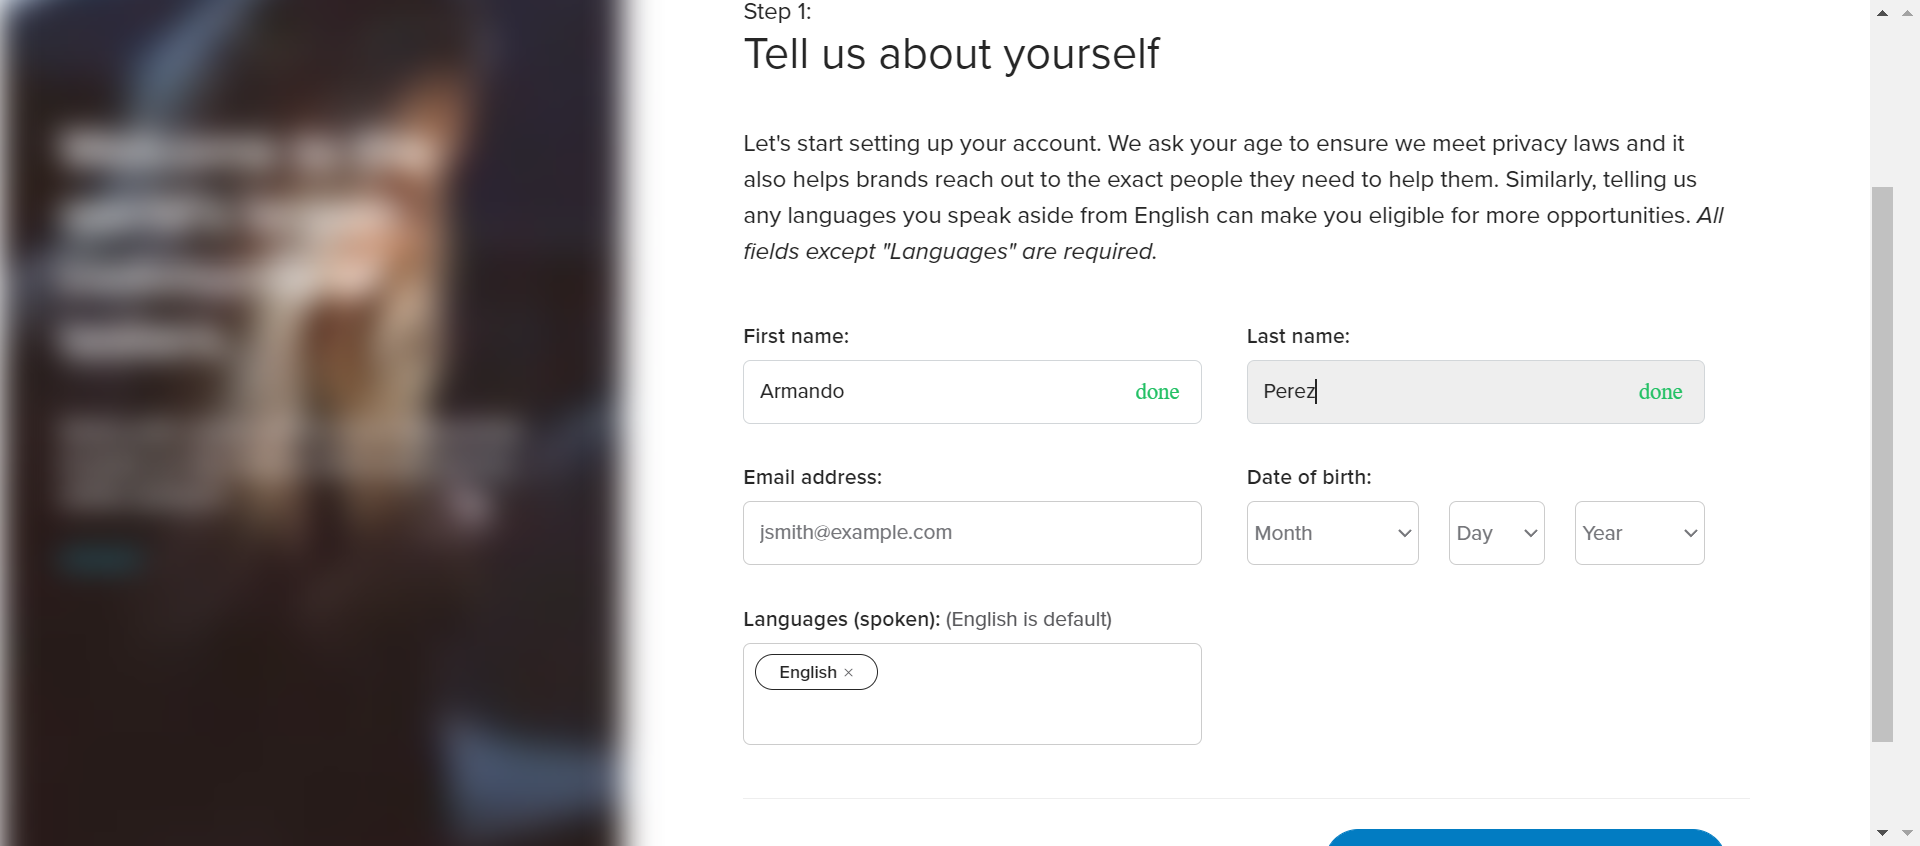 Step 1:
Tell us about yourself
Let's start setting up your account. We ask your age to ensure we meet privacy laws and it
also helps brands reach out to the exact people they need to help them. Similarly, telling us
any languages you speak aside from English can make you eligible for more opportunities. All
fields except "Languages" are required.
First name:
Last name:
Armando done
Perez done
Email address:
Date of birth:
jsmith@example.com
Month
Day
Year
Languages (spoken): (English is default)
English ×